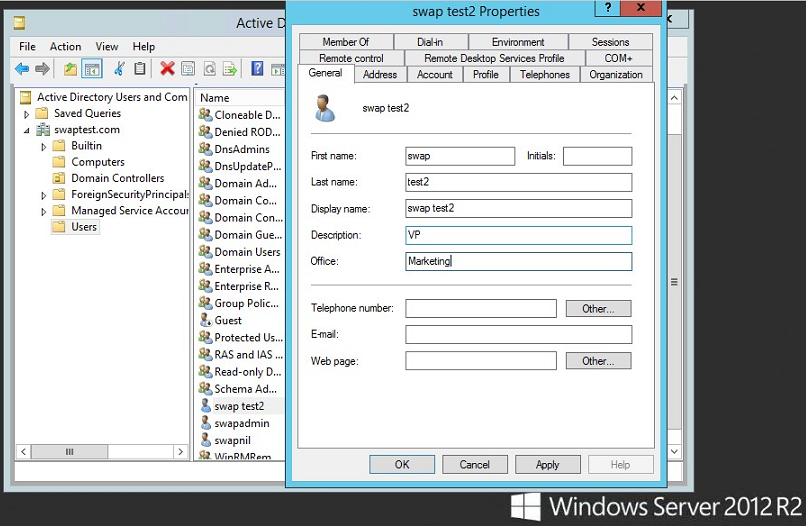 Active Di
swap test2 Properties
?
x
File Action View Help
Active Directory Users and Com
Saved Queries
swaptest.com
Builtin
Computers
Domain Controllers
ForeignSecurityPrincipals
Managed Service Accour
Users
Name
Cloneable D...
Denied ROD...
DnsAdmins
DnsUpdateP...
Domain Ad...
Domain Co...
Domain Con...
Domain Gue...
Domain Users
Enterprise A...
Enterprise R...
Group Polic...
Guest
Protected Us...
RAS and IAS ...
Read-only D...
Schema Ad...
swap test2
swapadmin
swapnil
WinRMRem
Member Of Dial-in Environment Sessions
Remote control Remote Desktop Services Profile COM+
General Address Account Profile Telephones Organization
swap test2
First name: swap Initials:
Last name: test2
Display name: swap test2
Description: VP
Office: Marketing
Telephone number: Other...
E-mail:
Web page: Other...
OK Cancel Apply Help
Windows Server 2012 R2